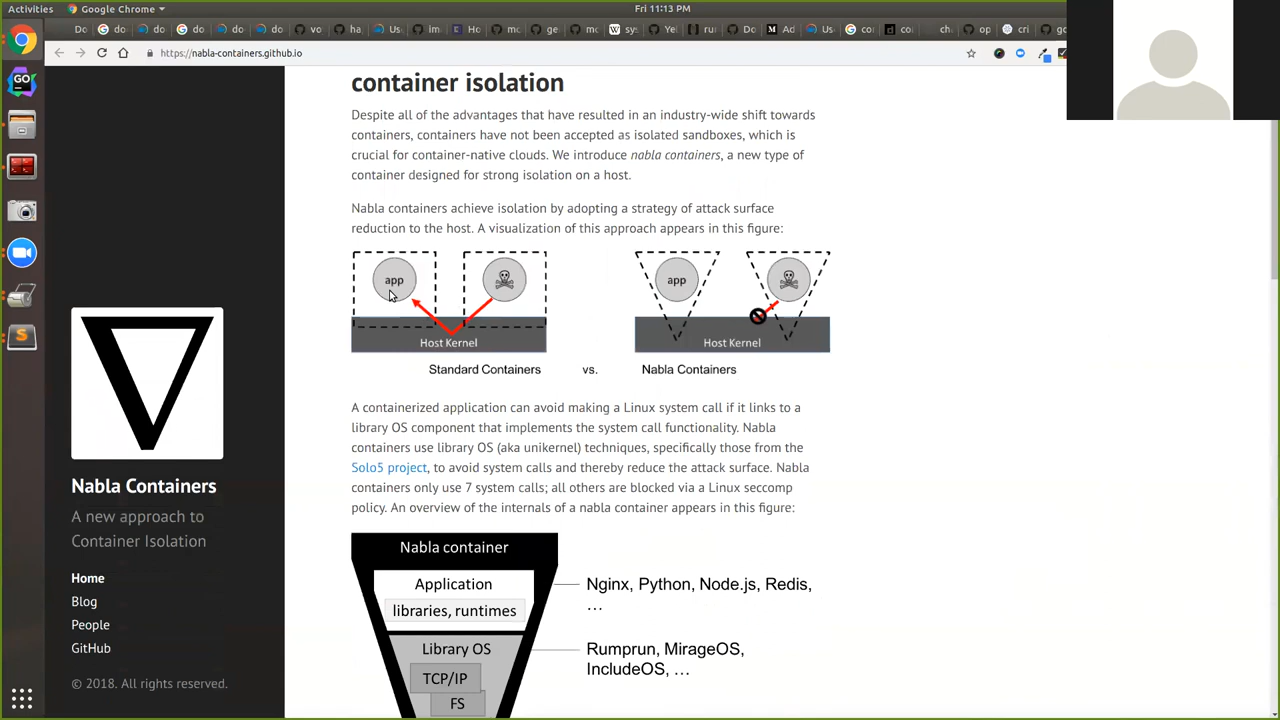 Activities
Google Chrome
Fri 11:13 PM
https://nabla-containers.github.io
container isolation
Despite all of the advantages that have resulted in an industry-wide shift towards
containers, containers have not been accepted as isolated sandboxes, which is
crucial for container-native clouds. We introduce nabla containers, a new type of
container designed for strong isolation on a host.
Nabla containers achieve isolation by adopting a strategy of attack surface
reduction to the host. A visualization of this approach appears in this figure:
app
app
Host Kernel
Host Kernel
Standard Containers vs. Nabla Containers
A containerized application can avoid making a Linux system call if it links to a
library OS component that implements the system call functionality. Nabla
containers use library OS (aka unikernel) techniques, specifically those from the
Solo5 project, to avoid system calls and thereby reduce the attack surface. Nabla
containers only use 7 system calls; all others are blocked via a Linux seccomp
policy. An overview of the internals of a nabla container appears in this figure:
Nabla container
Application
libraries, runtimes
Nginx, Python, Node.js, Redis,
...
Library OS
Rumprun, MirageOS,
IncludeOS, ...
TCP/IP
FS
Nabla Containers
A new approach to
Container Isolation
Home
Blog
People
GitHub
© 2018. All rights reserved.